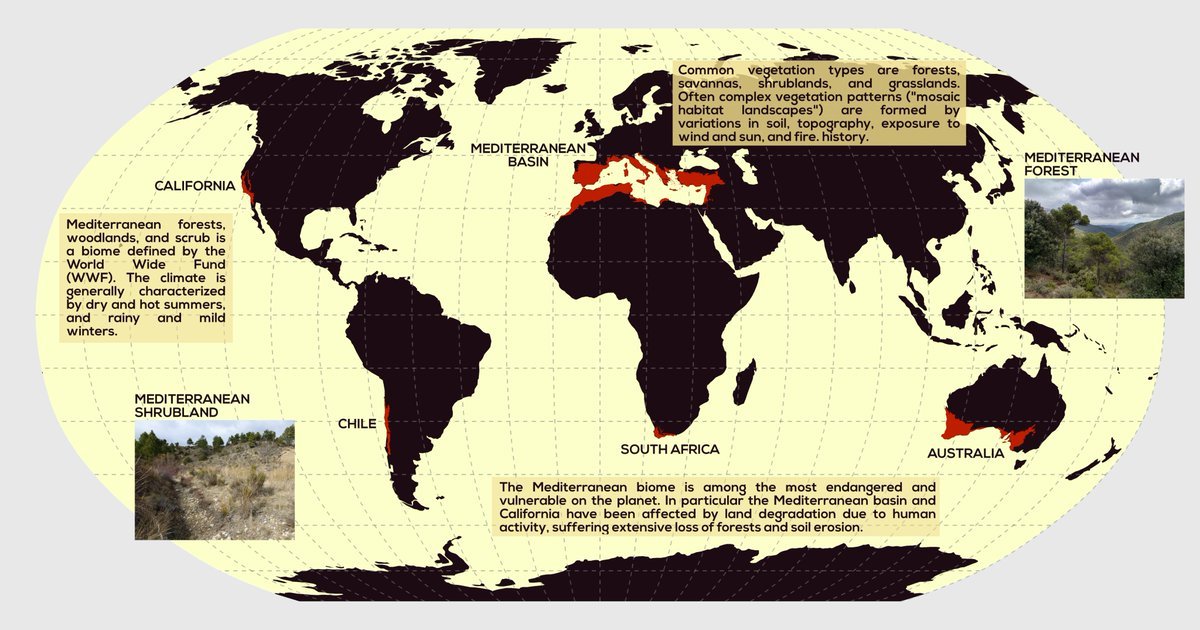 Common vegetation types are forests,
savannas, shrublands, and grasslands.
Often complex vegetation patterns ("mosaic
habitat landscapes") are formed by
variations in soil, topography, exposure to
wind and sun, and fire. history.
MEDITERRANEAN
BASIN
MEDITERRANEAN
FOREST
CALIFORNIA
Mediterranean forests,
woodlands, and scrub is
a biome defined by the
World Wide Fund
(WWF). The climate is
generally characterized
by dry and hot summers,
and rainy and mild
winters.
MEDITERRANEAN
SHRUBLAND
CHILE
SOUTH AFRICA
AUSTRALIA
The Mediterranean biome is among the most endangered and
vulnerable on the planet. In particular the Mediterranean basin and
California have been affected by land degradation due to human
activity, suffering extensive loss of forests and soil erosion.